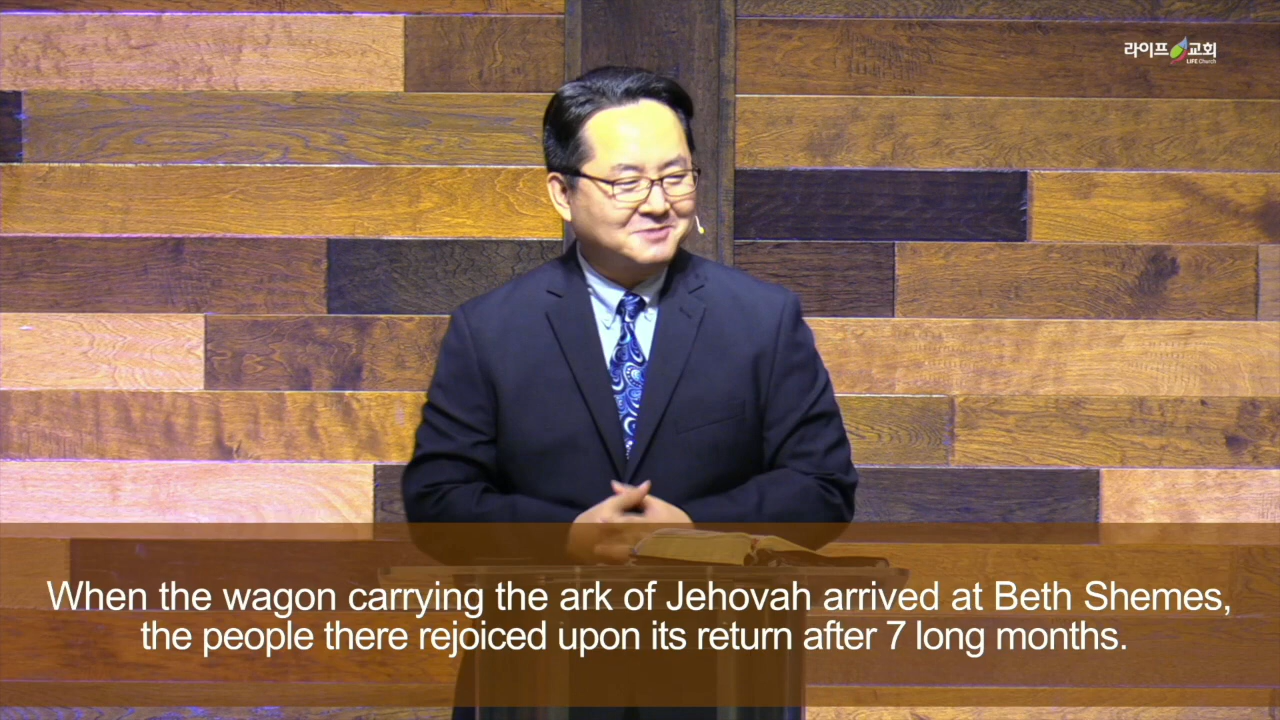 라이프교회
LIFE Church
When the wagon carrying the ark of Jehovah arrived at Beth Shemes,
the people there rejoiced upon its return after 7 long months.